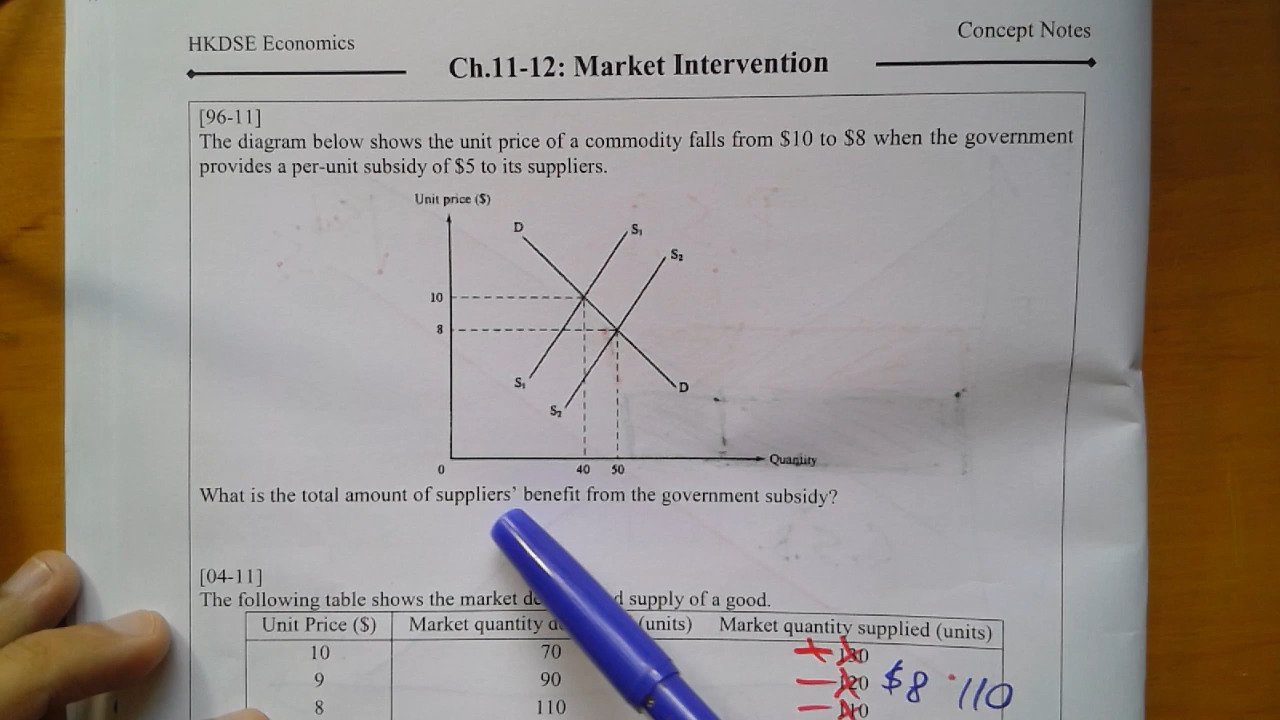 HKDSE Economics
Concept Notes
Ch.11-12: Market Intervention
[96-11]
The diagram below shows the unit price of a commodity falls from $10 to $8 when the government
provides a per-unit subsidy of $5 to its suppliers.
Unit price ($)
D
S₁
S₂
10
8
S₁
D
S₂
0
40
50
Quantity
What is the total amount of suppliers' benefit from the government subsidy?
[04-11]
The following table shows the market supply of a good.
Unit Price ($) Market quantity (units) Market quantity supplied (units)
10 70 130
9 90 120 $8 110
8 110 110